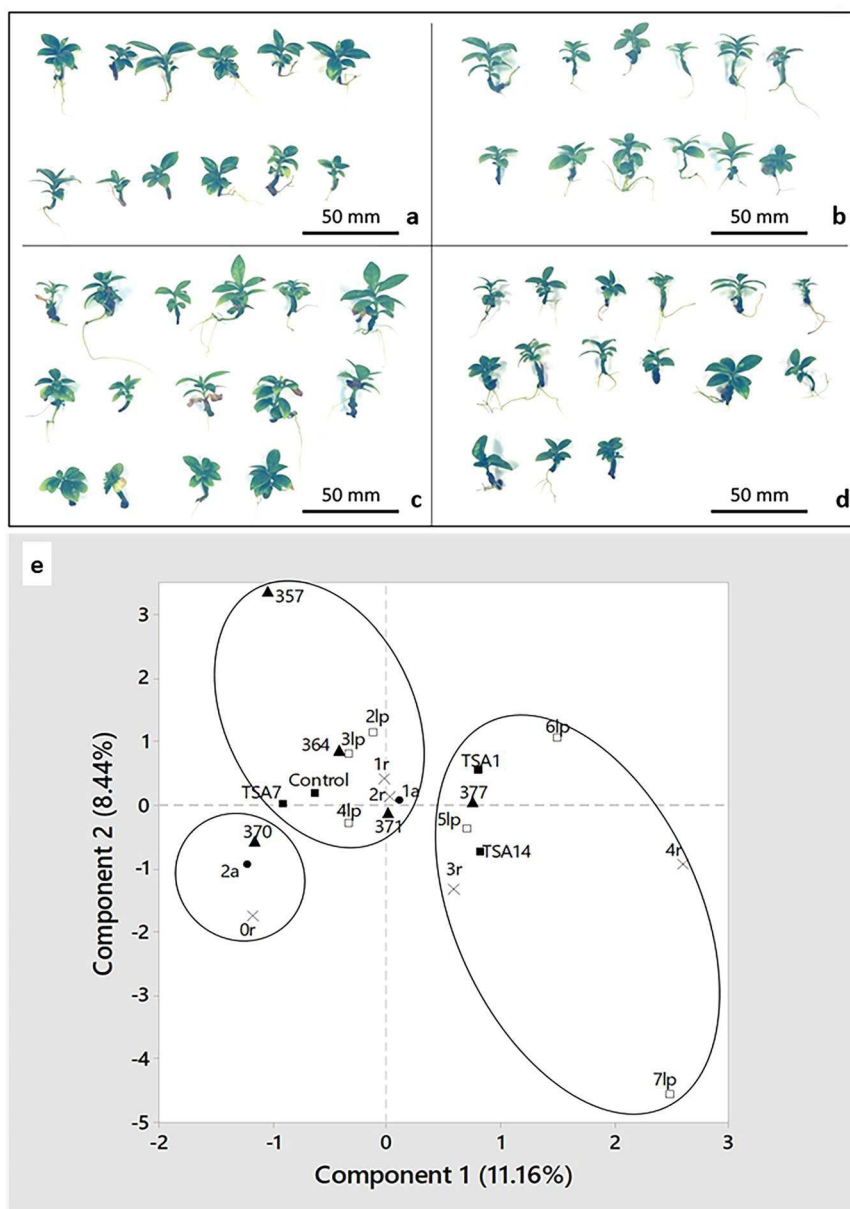 50 mm a
50 mm b
50 mm c
50 mm d
e
357
2lp
364 3lp
6lp
1r
TSA1
Control
TSA7
2r 1a
377
4lp
371
5lp
370
TSA14
2a
3r
4r
0r
7lp
3
2
1
0
-1
-2
-3
-4
-5
-2 -1 0 1 2 3
Component 2 (8.44%)
Component 1 (11.16%)